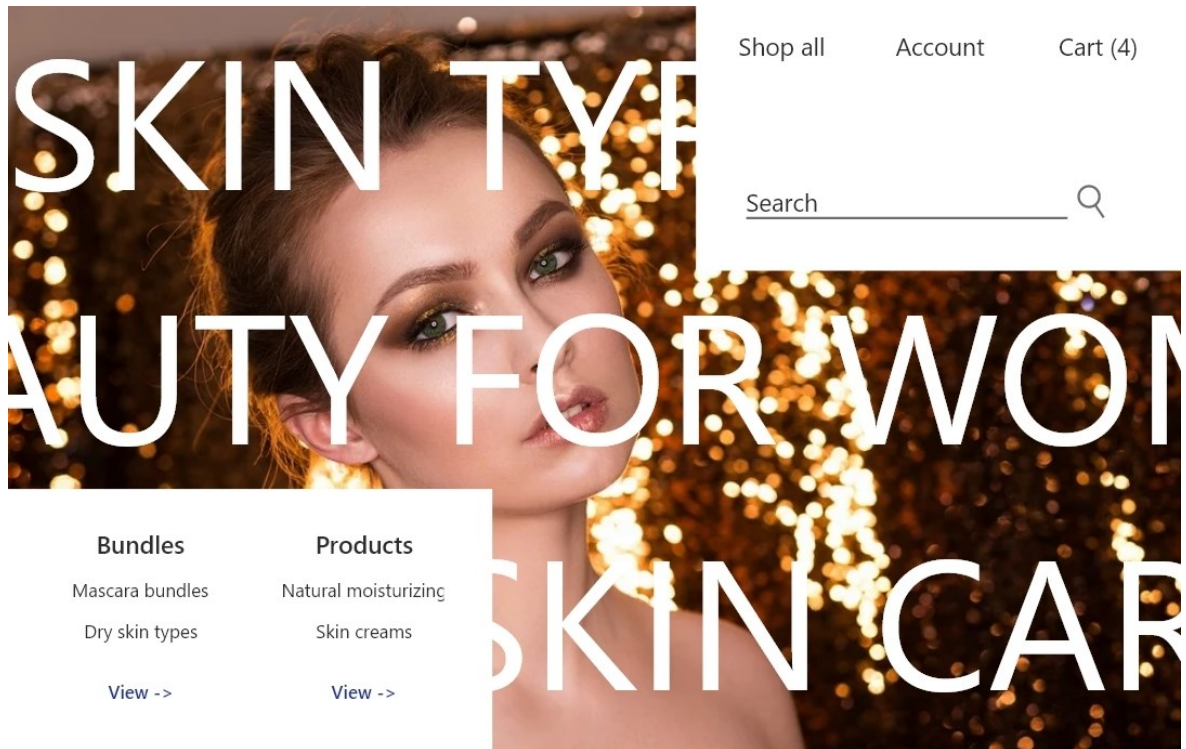 SKIN TYP
Shop all
Account
Cart (4)
Search
AUTY FOR WOM
SKIN CAR
Bundles
Mascara bundles
Dry skin types
View ->
Products
Natural moisturizing
Skin creams
View ->